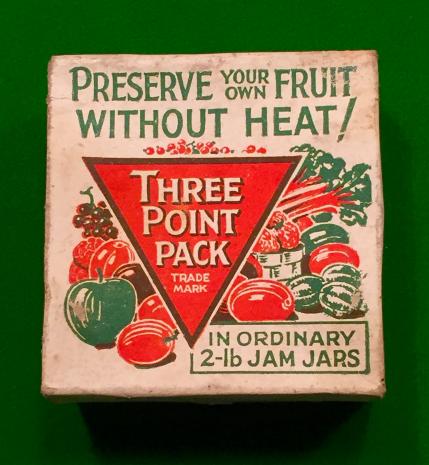 PRESERVE YOUR OWN FRUIT
WITHOUT HEAT!
THREE
POINT
PACK
TRADE
MARK
IN ORDINARY
2-lb JAM JARS